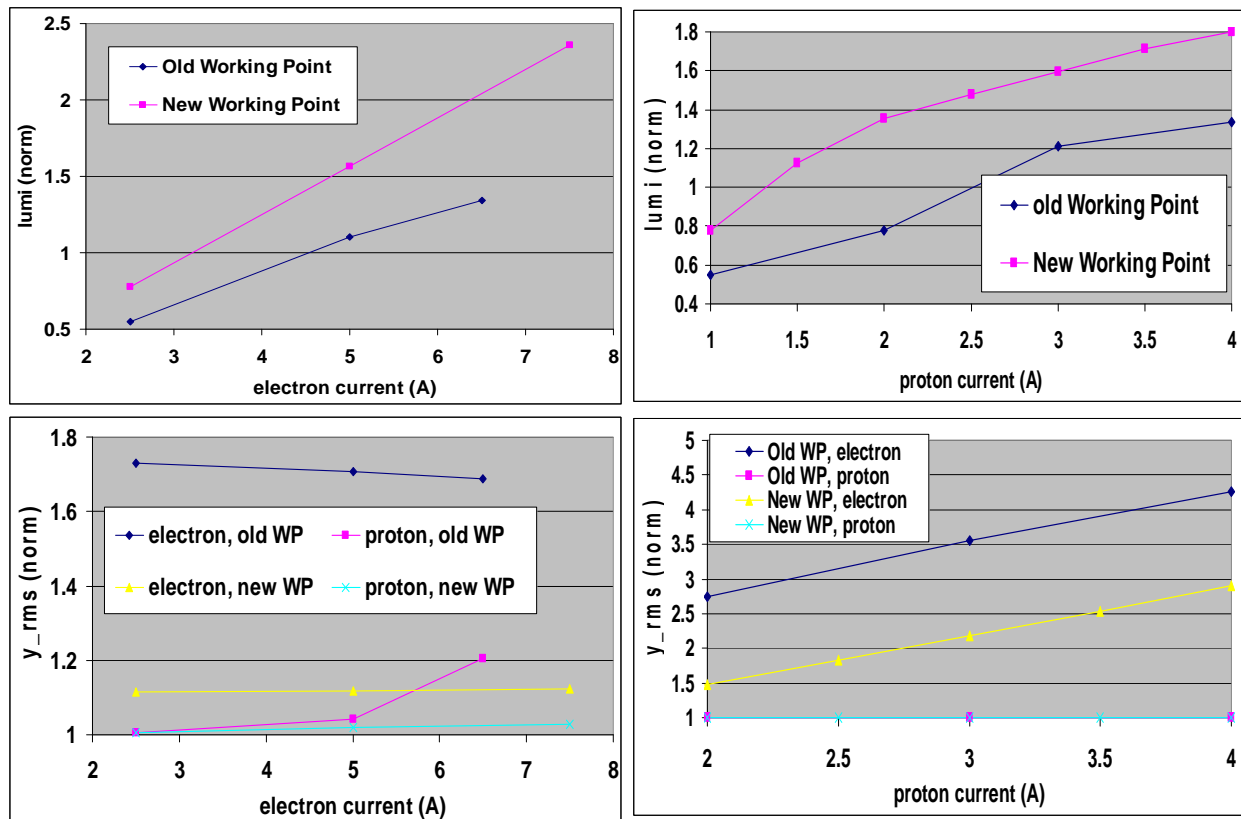 2.5
2
1.5
1
0.5
lumi (norm)
Old Working Point
New Working Point
2 3 4 5 6 7 8
electron current (A)
1.8
1.6
1.4
1.2
1
0.8
0.6
0.4
lumi (norm)
old Working Point
New Working Point
1 1.5 2 2.5 3 3.5 4
proton current (A)
1.8
1.6
1.4
1.2
1
y_rms (norm)
electron, old WP proton, old WP
electron, new WP proton, new WP
2 3 4 5 6 7 8
electron current (A)
5
4.5
4
3.5
3
2.5
2
1.5
1
y_rms (norm)
Old WP, electron
Old WP, proton
New WP, electron
New WP, proton
2 2.5 3 3.5 4
proton current (A)